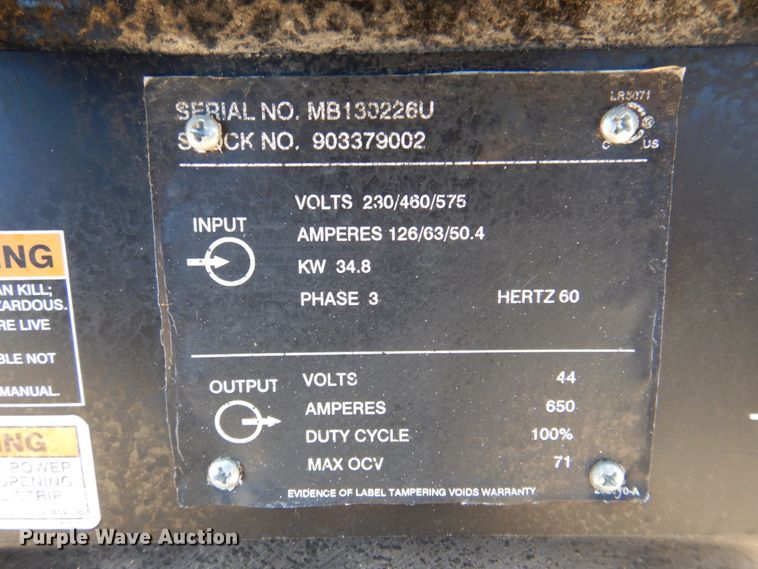 SERIAL NO. MB130226U
LR5071
STOCK NO. 903379002
C US
INPUT
VOLTS 230/460/575
AMPERES 126/63/50.4
KW 34.8
PHASE 3 HERTZ 60
OUTPUT
VOLTS 44
AMPERES 650
DUTY CYCLE 100%
MAX OCV 71
EVIDENCE OF LABEL TAMPERING VOIDS WARRANTY
NG
AN KILL;
ZARDOUS.
RE LIVE
BLE NOT
MANUAL.
NG
POWER
OPENING
STRIP
Purple Wave Auction